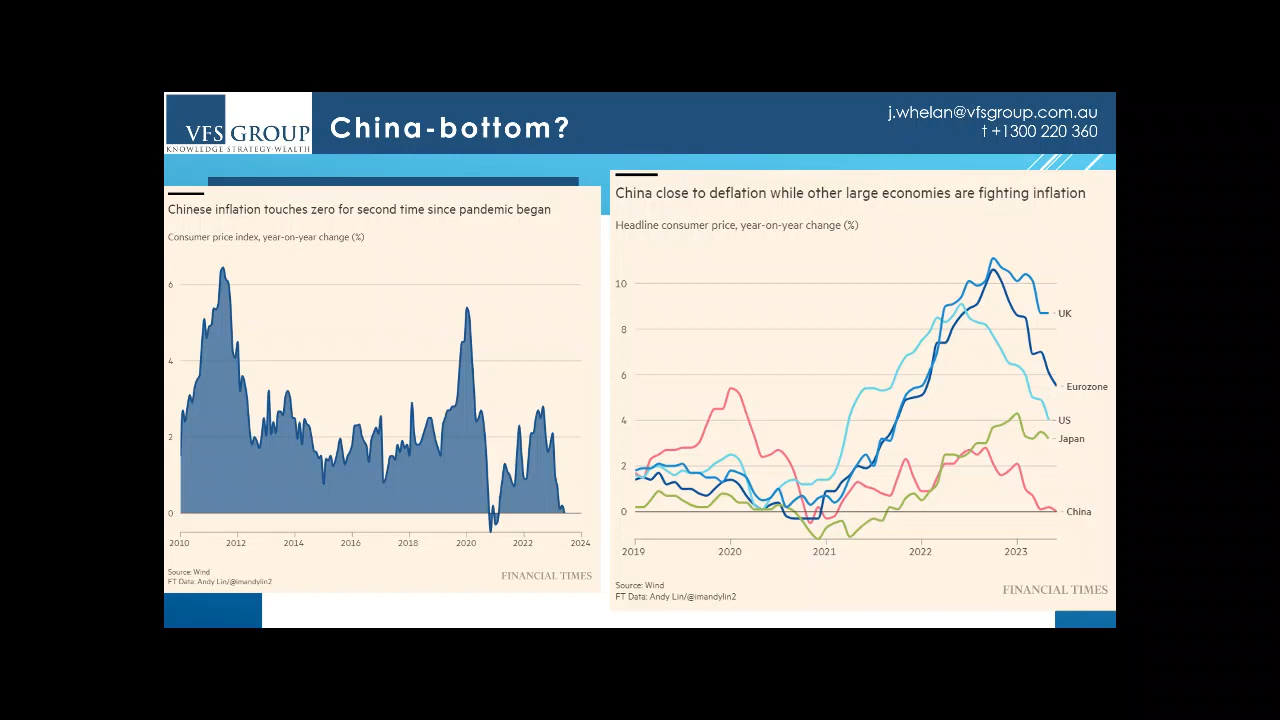 VFS GROUP
KNOWLEDGE·STRATEGY·WEALTH
China-bottom?
j.whelan@vfsgroup.com.au
t +1300 220 360
Chinese inflation touches zero for second time since pandemic began
Consumer price index, year-on-year change (%)
6
4
2
0
2010 2012 2014 2016 2018 2020 2022 2024
Source: Wind
FT Data: Andy Lin/@imandylin2
FINANCIAL TIMES
China close to deflation while other large economies are fighting inflation
Headline consumer price, year-on-year change (%)
10
8
6
4
2
0
UK
Eurozone
US
Japan
China
2019 2020 2021 2022 2023
Source: Wind
FT Data: Andy Lin/@imandylin2
FINANCIAL TIMES